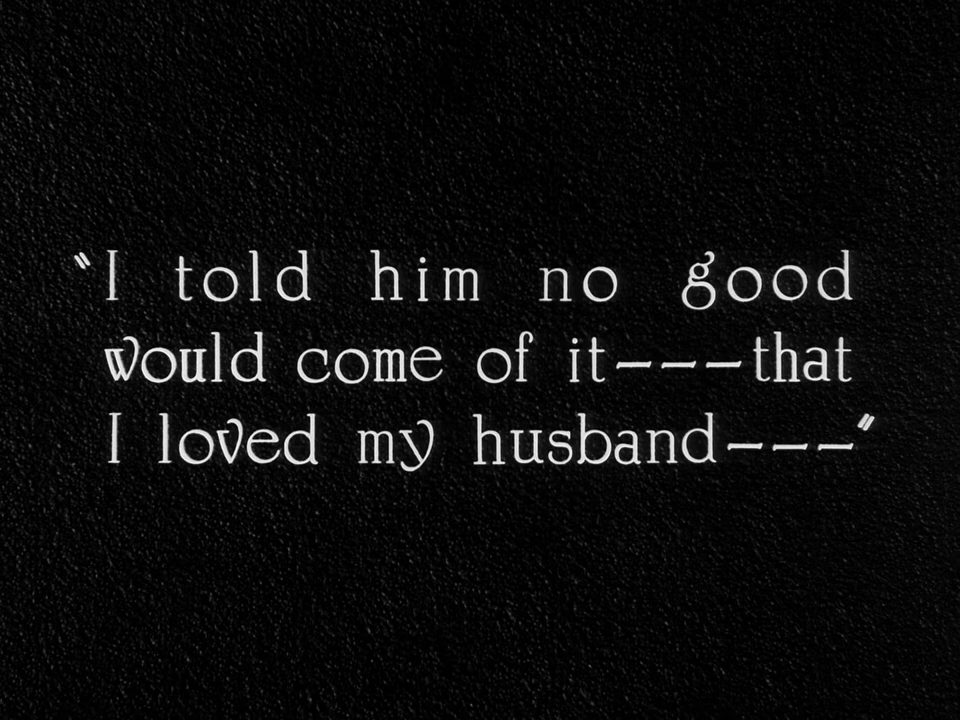 "I told him no good
would come of it---that
I loved my husband---"